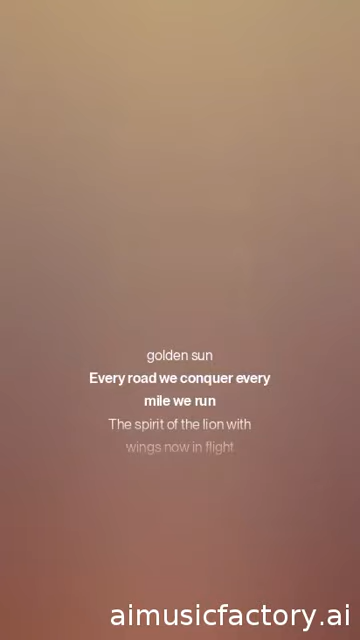 golden sun
Every road we conquer every
mile we run
The spirit of the lion with
wings now in flight
aimusicfactory.ai